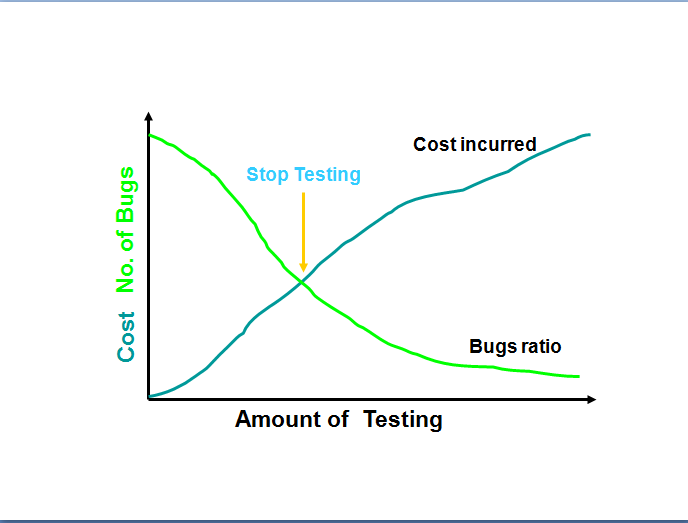 Cost incurred
Stop Testing
Cost No. of Bugs
Bugs ratio
Amount of Testing